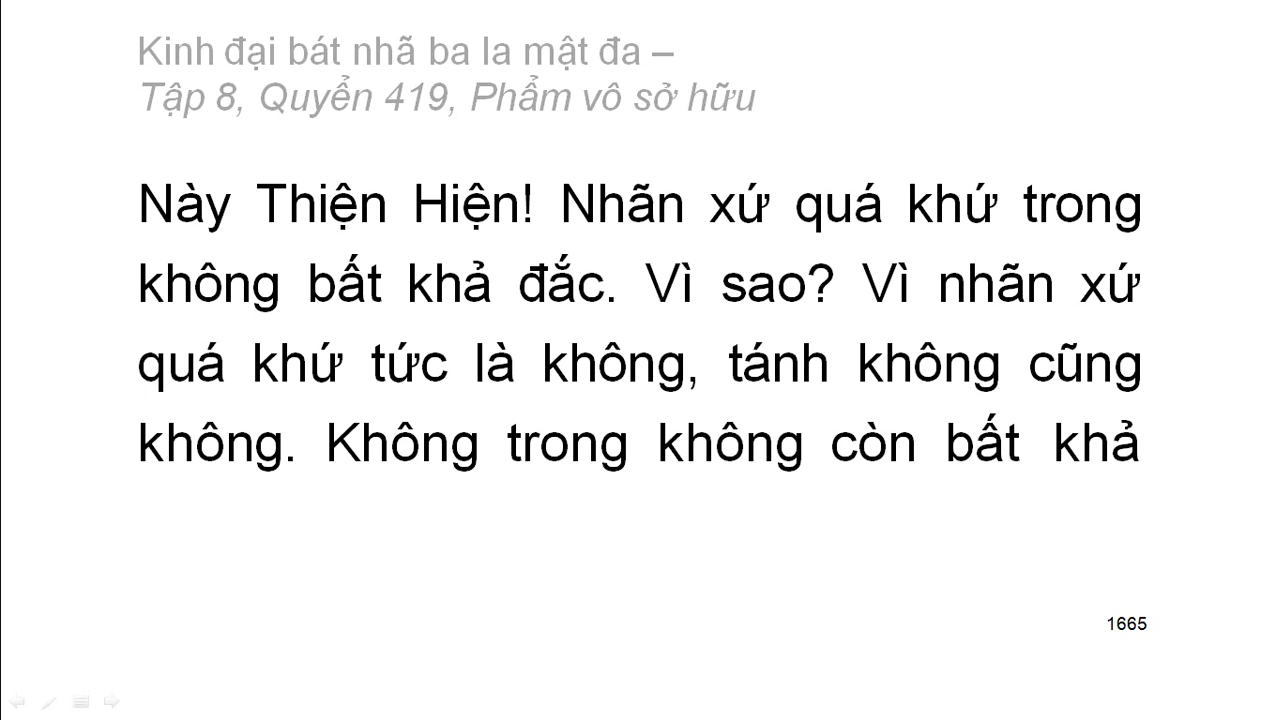 Kinh đại bát nhã ba la mật đa –
Tập 8, Quyển 419, Phẩm vô sở hữu
Này Thiện Hiện! Nhãn xứ quá khứ trong
không bất khả đắc. Vì sao? Vì nhãn xứ
quá khứ tức là không, tánh không cũng
không. Không trong không còn bất khả
1665